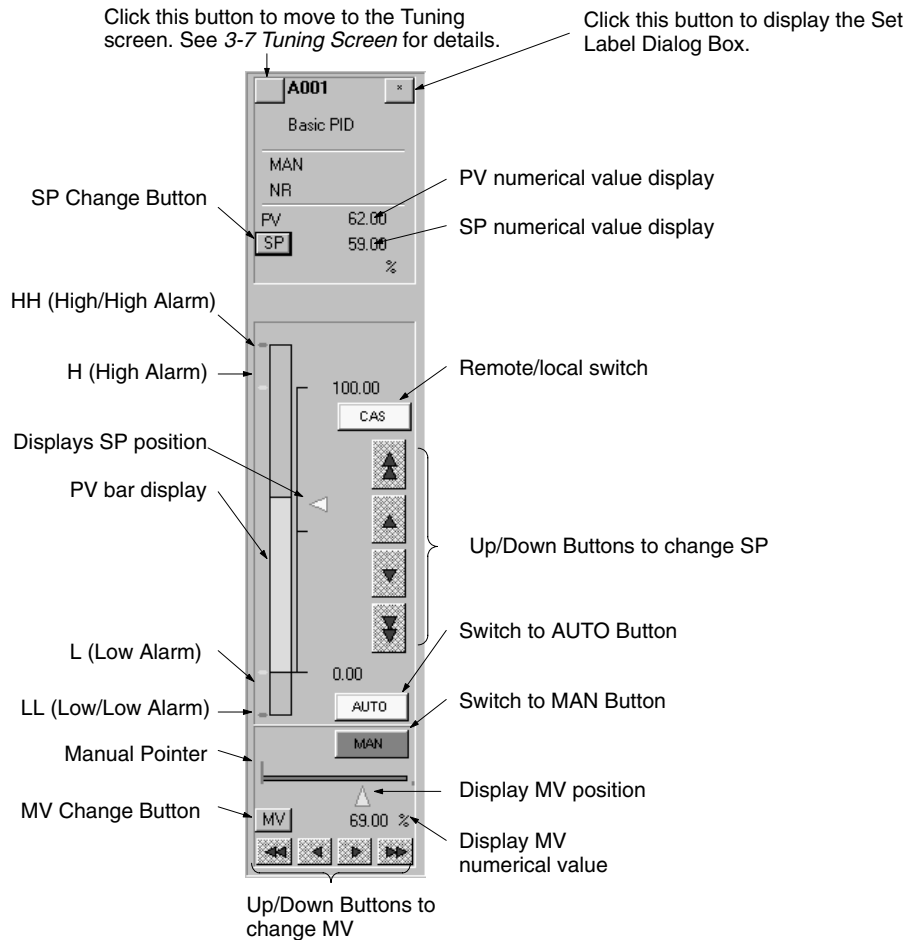 Click this button to move to the Tuning
screen. See 3-7 Tuning Screen for details.
Click this button to display the Set
Label Dialog Box.
A001
×
Basic PID
MAN
NR
PV 62.00
SP 59.00
%
SP Change Button
PV numerical value display
SP numerical value display
HH (High/High Alarm)
H (High Alarm)
Displays SP position
PV bar display
100.00
CAS
Remote/local switch
Up/Down Buttons to change SP
L (Low Alarm)
LL (Low/Low Alarm)
0.00
AUTO
Switch to AUTO Button
MAN
Switch to MAN Button
Manual Pointer
MV Change Button
Display MV position
MV 69.00 %
Display MV
numerical value
Up/Down Buttons to
change MV